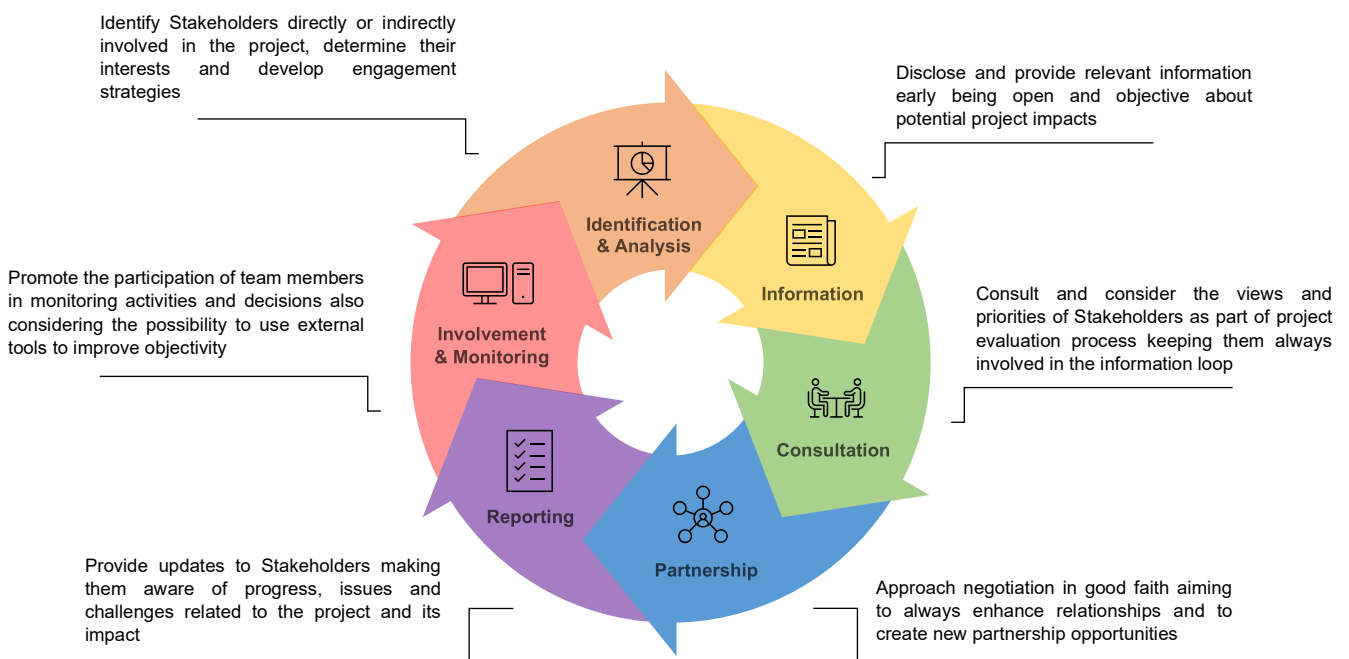 Identify Stakeholders directly or indirectly
involved in the project, determine their
interests and develop engagement
strategies
Disclose and provide relevant information
early being open and objective about
potential project impacts
Identification
& Analysis
Information
Promote the participation of team members
in monitoring activities and decisions also
considering the possibility to use external
tools to improve objectivity
Involvement
& Monitoring
Consult and consider the views and
priorities of Stakeholders as part of project
evaluation process keeping them always
involved in the information loop
Consultation
Reporting
Partnership
Provide updates to Stakeholders making
them aware of progress, issues and
challenges related to the project and its
impact
Approach negotiation in good faith aiming
to always enhance relationships and to
create new partnership opportunities